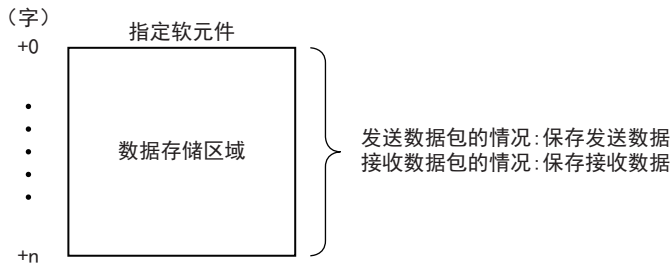 （字）
指定软元件
+0
数据存储区域
发送数据包的情况:保存发送数据
接收数据包的情况:保存接收数据
+n